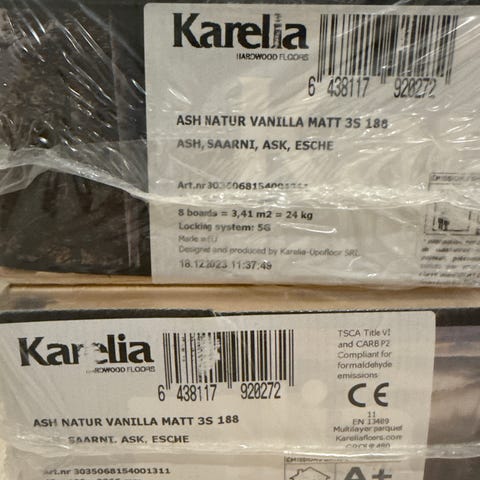 Karelia
HARDWOOD FLOORS
6 438117 920272
ASH NATUR VANILLA MATT 3S 188
ASH, SAARNI, ASK, ESCHE
Art.nr 3035068154001311
8 boards = 3,41 m2 = 24 kg
Locking system: 5G
Made in EU
Designed and produced by Karelia-Upofloor SRL
18.12.2023 11:37:49
Karelia
HARDWOOD FLOORS
6 438117 920272
TSCA Title VI
and CARB P2
Compliant for
formaldehyde
emissions
CE
11
EN 13489
Multilayer parquet
Kareliafloors.com
ASH NATUR VANILLA MATT 3S 188
SAARNI, ASK, ESCHE
Art.nr 3035068154001311
A+